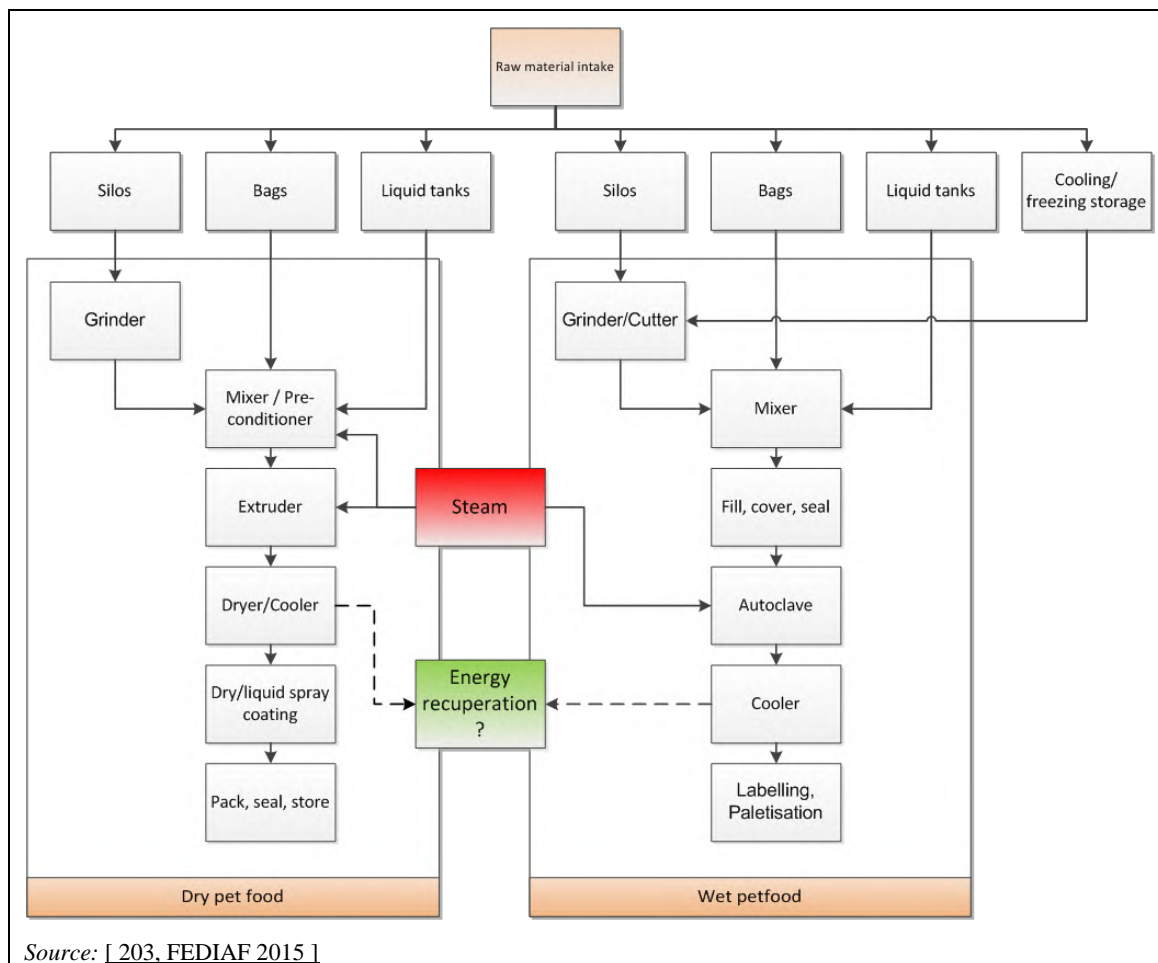 Raw material intake
Silos
Bags
Liquid tanks
Silos
Bags
Liquid tanks
Cooling/
freezing storage
Grinder
Grinder/Cutter
Mixer / Pre-
conditioner
Mixer
Extruder
Steam
Fill, cover, seal
Dryer/Cooler
Autoclave
Dry/liquid spray
coating
Energy
recuperation
?
Cooler
Pack, seal, store
Labelling,
Paletisation
Dry pet food
Wet petfood
Source: [ 203, FEDIAF 2015 ]